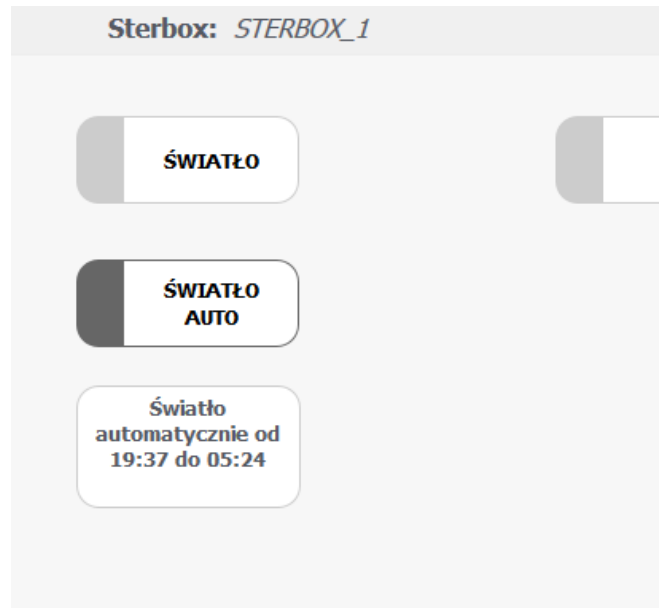 Sterbox: STERBOX_1
ŚWIATŁO
ŚWIATŁO
AUTO
Światło
automatycznie od
19:37 do 05:24